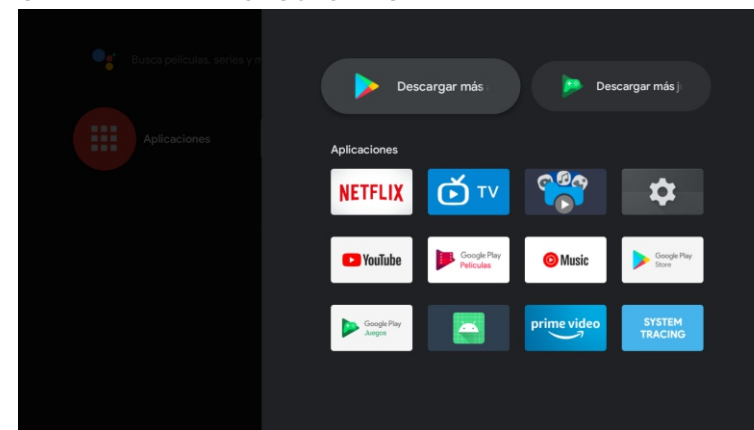 Busca películas, series y m
Descargar más
Descargar más j
Aplicaciones
Aplicaciones
NETFLIX
TV
YouTube
Google Play
Películas
Music
Google Play
Store
Google Play
Juegos
prime video
SYSTEM
TRACING